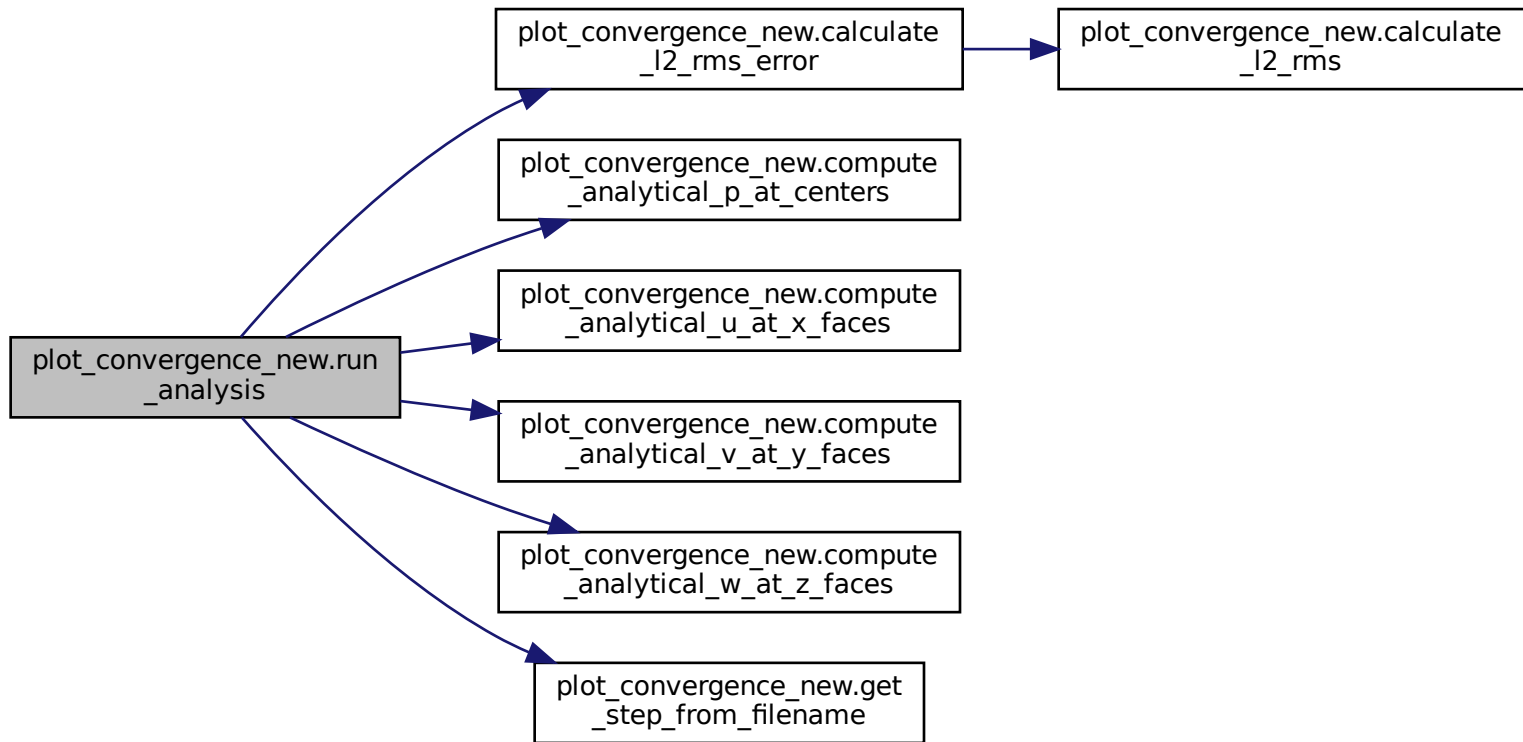 plot_convergence_new.calculate
_l2_rms_error
plot_convergence_new.calculate
_l2_rms
plot_convergence_new.compute
_analytical_p_at_centers
plot_convergence_new.compute
_analytical_u_at_x_faces
plot_convergence_new.run
_analysis
plot_convergence_new.compute
_analytical_v_at_y_faces
plot_convergence_new.compute
_analytical_w_at_z_faces
plot_convergence_new.get
_step_from_filename